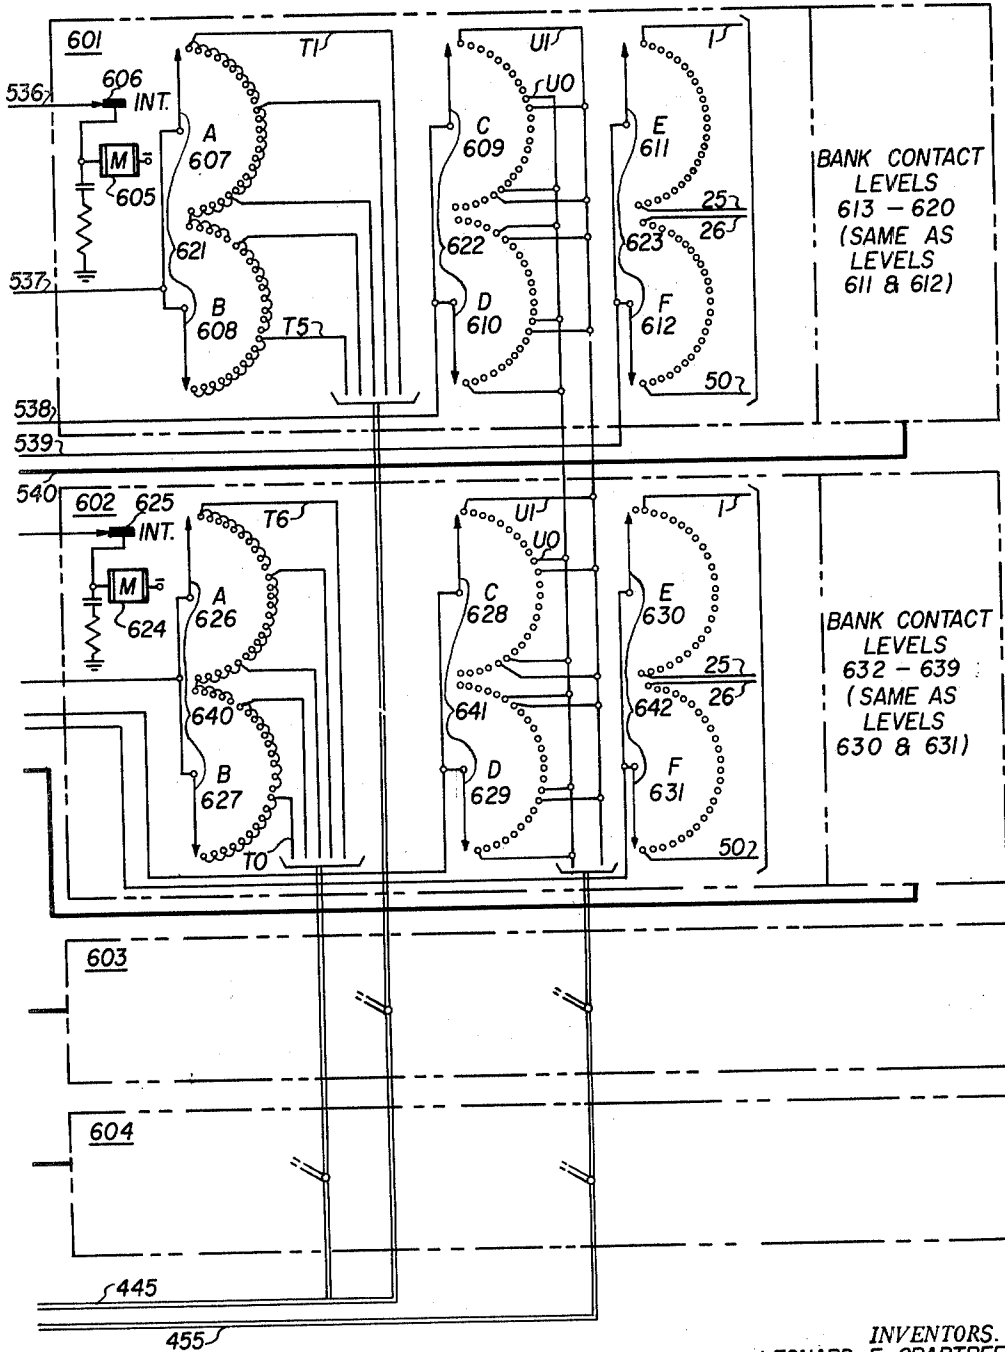 601
606
536
INT.
M
605
T1
A
607
621
537
B
608
T5
U1
U0
C
609
622
D
610
1
E
611
25
26
623
F
612
50
BANK CONTACT
LEVELS
613 - 620
(SAME AS
LEVELS
611 & 612)
538
539
540
602
625
INT.
M
624
T6
A
626
640
B
627
T0
U1
U0
C
628
641
D
629
1
E
630
25
26
642
F
631
50
BANK CONTACT
LEVELS
632 - 639
(SAME AS
LEVELS
630 & 631)
603
604
445
455
INVENTORS.
LEONARD E. CRABTREE